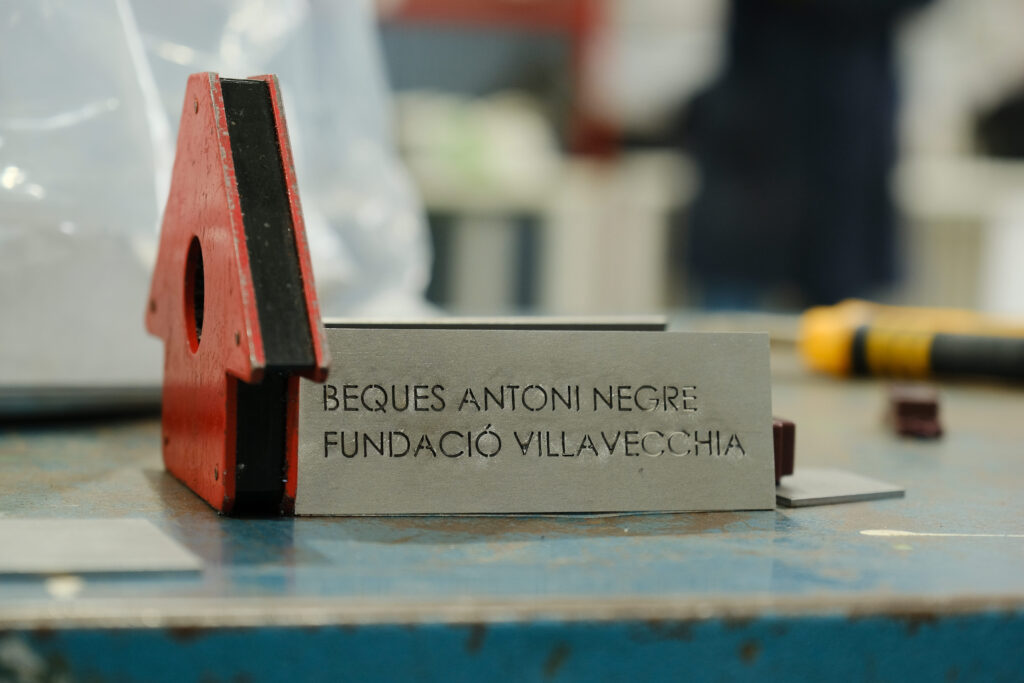 BEQUES ANTONI NEGRE
FUNDACIÓ VILLAVECCHIA